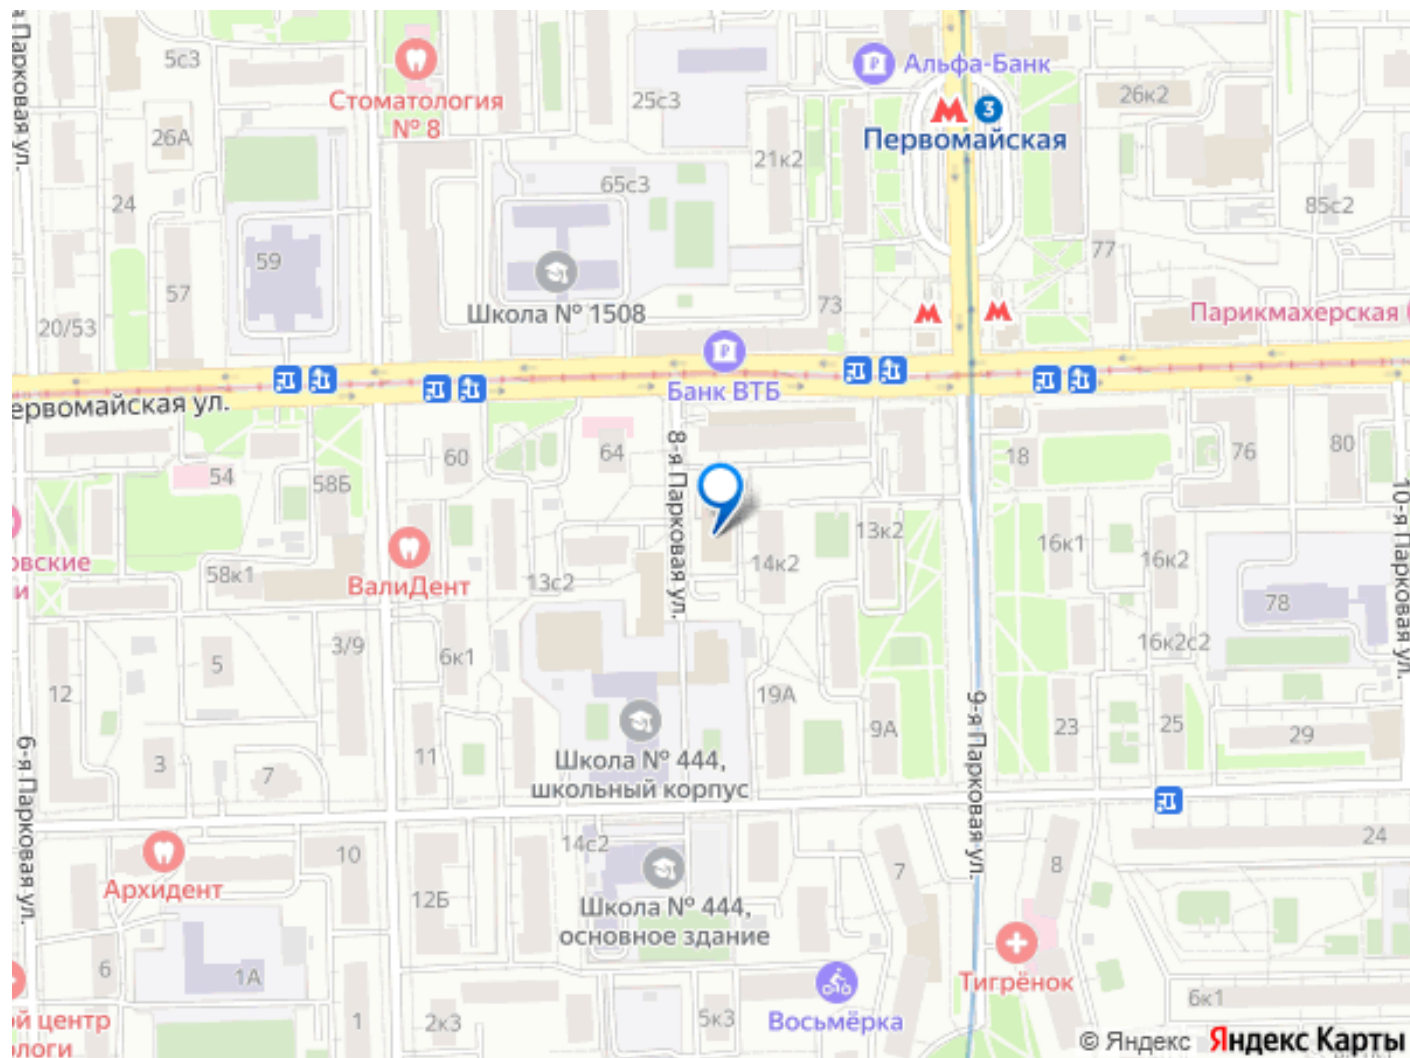 Парковая ул.
5с3
Стоматология
№ 8
25с3
Альфа-Банк
3
Первомайская
26к2
26А
24
21к2
65с3
85с2
59
57
77
20/53
Школа № 1508
73
Парикмахерская
Банк ВТБ
ервомайская ул.
54
58Б
60
64
8-я Парковая ул.
18
76
80
10-я Парковая ул.
овские
и
58к1
ВалиДент
13с2
14к2
13к2
16к1
16к2
78
16к2с2
12
5
3/9
6к1
19А
9А
9-я Парковая ул.
23
25
29
6-я Парковая ул.
3
7
11
Школа № 444,
школьный корпус
24
Архидент
10
12Б
14с2
Школа № 444,
основное здание
7
8
6
1А
1
2к3
5к3
Восьмёрка
Тигрёнок
6к1
й центр
ологи
© Яндекс Яндекс Карты